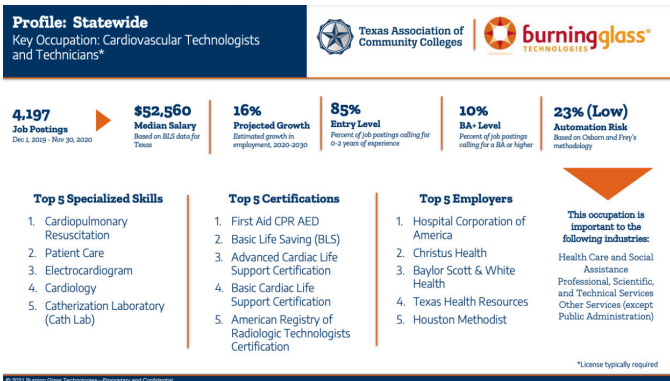 Profile: Statewide
Key Occupation: Cardiovascular Technologists
and Technicians*
Texas Association of
Community Colleges
burningglass®
TECHNOLOGIES
4,197
Job Postings
Dec 1, 2019 - Nov 30, 2020
$52,560
Median Salary
Based on BLS data for
Texas
16%
Projected Growth
Estimated growth in
employment, 2020-2030
85%
Entry Level
Percent of job postings calling for
0-2 years of experience
10%
BA+ Level
Percent of job postings
calling for a BA or higher
23% (Low)
Automation Risk
Based on Osborn and Frey's
methodology
Top 5 Specialized Skills
1. Cardiopulmonary
Resuscitation
2. Patient Care
3. Electrocardiogram
4. Cardiology
5. Catherization Laboratory
(Cath Lab)
Top 5 Certifications
1. First Aid CPR AED
2. Basic Life Saving (BLS)
3. Advanced Cardiac Life
Support Certification
4. Basic Cardiac Life
Support Certification
5. American Registry of
Radiologic Technologists
Certification
Top 5 Employers
1. Hospital Corporation of
America
2. Christus Health
3. Baylor Scott & White
Health
4. Texas Health Resources
5. Houston Methodist
This occupation is
important to the
following industries:
Health Care and Social
Assistance
Professional, Scientific,
and Technical Services
Other Services (except
Public Administration)
*License typically required
© 2021 Burning Glass Technologies—Proprietary and Confidential